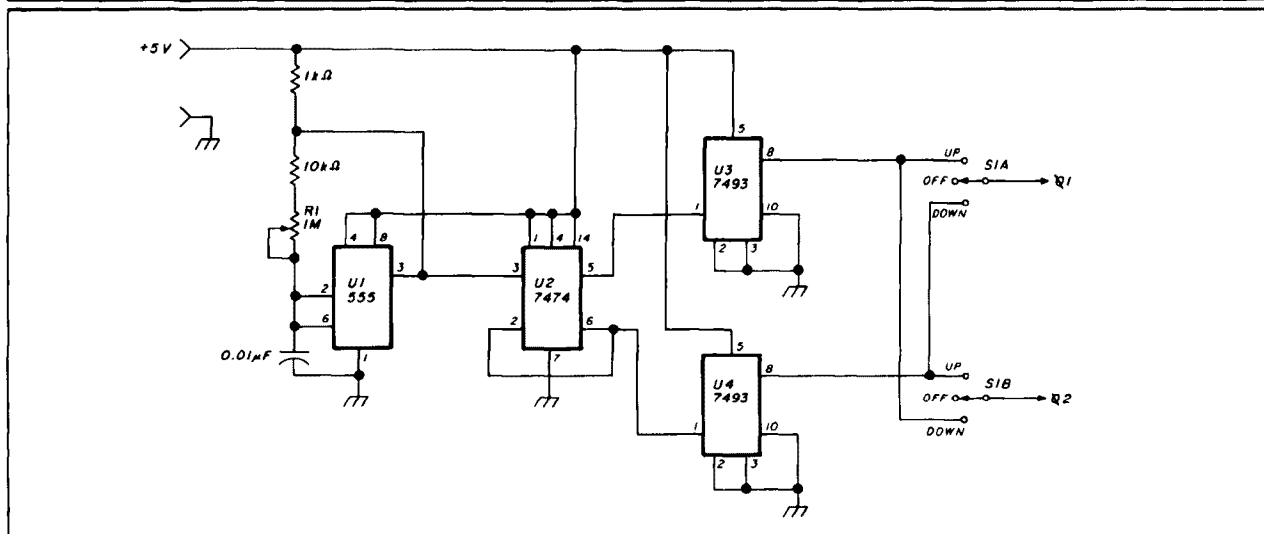 +5V
1kΩ
10kΩ
R1
1M
0.01µF
4 8
2
6
3
1
U1
555
1 4 14
3
2
5
6
7
U2
7474
5
1
8
10
2 3
U3
7493
5
1
8
10
2 3
U4
7493
UP
OFF
DOWN
S1A
Q1
UP
OFF
DOWN
S1B
Q2